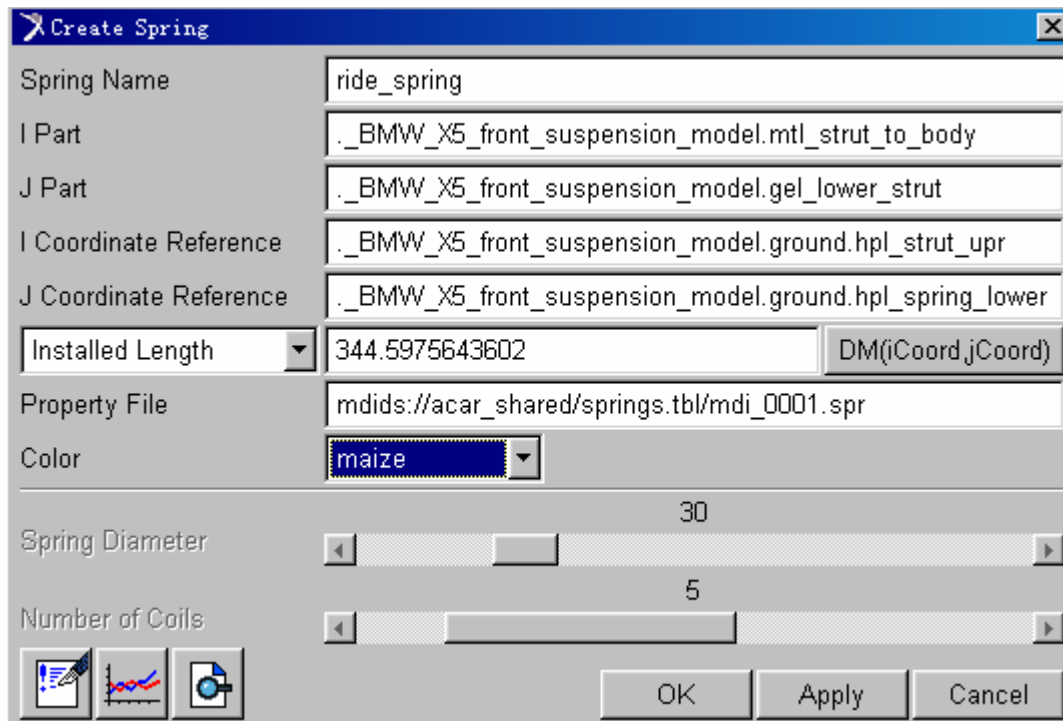 Create Spring
Spring Name ride_spring
I Part ._BMW_X5_front_suspension_model.mtl_strut_to_body
J Part ._BMW_X5_front_suspension_model.gel_lower_strut
I Coordinate Reference ._BMW_X5_front_suspension_model.ground.hpl_strut_upr
J Coordinate Reference ._BMW_X5_front_suspension_model.ground.hpl_spring_lower
Installed Length 344.5975643602 DM(iCoord,jCoord)
Property File mdids://acar_shared/springs.tbl/mdi_0001.spr
Color maize
30
Spring Diameter
5
Number of Coils
OK Apply Cancel